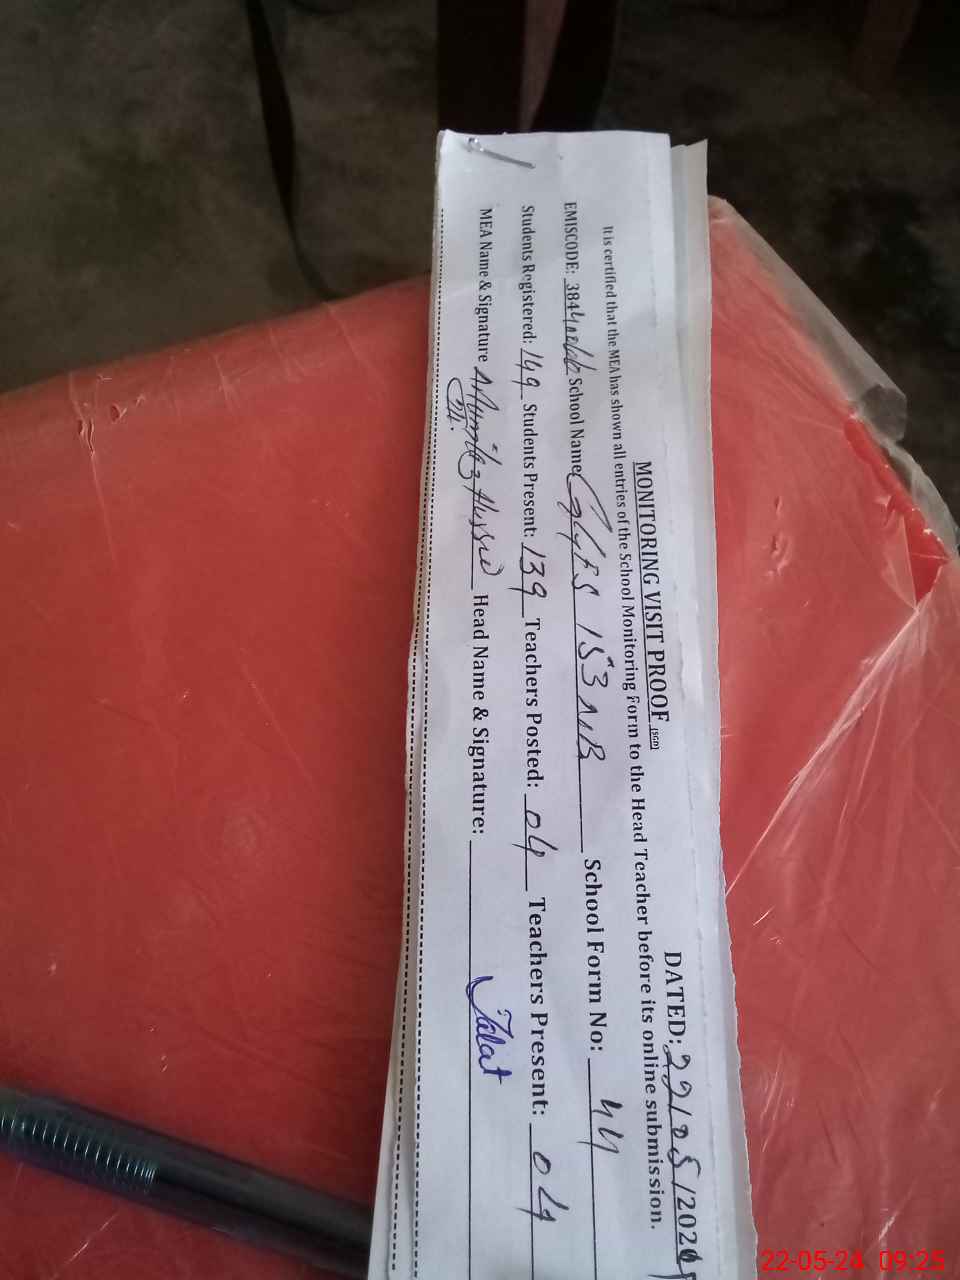 MONITORING VISIT PROOF (SGD) DATED: 22/05/2024
It is certified that the MEA has shown all entries of the School Monitoring Form to the Head Teacher before its online submission.
EMISCODE: School Name 153 NB School Form No: 44
Students Registered: 149 Students Present: 139 Teachers Posted: 04 Teachers Present: 04
MEA Name & Signature Head Name & Signature: Talat
22-05-24 09:25